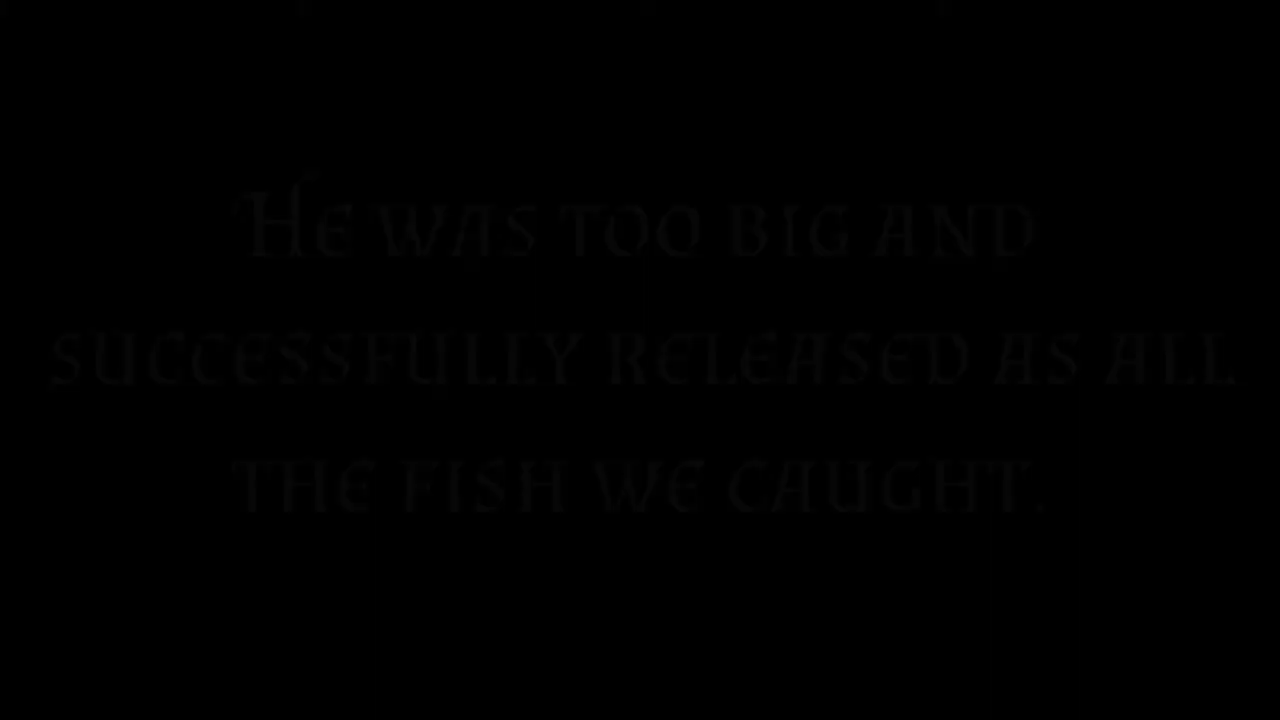 He was too big and
successfully released as all
the fish we caught.